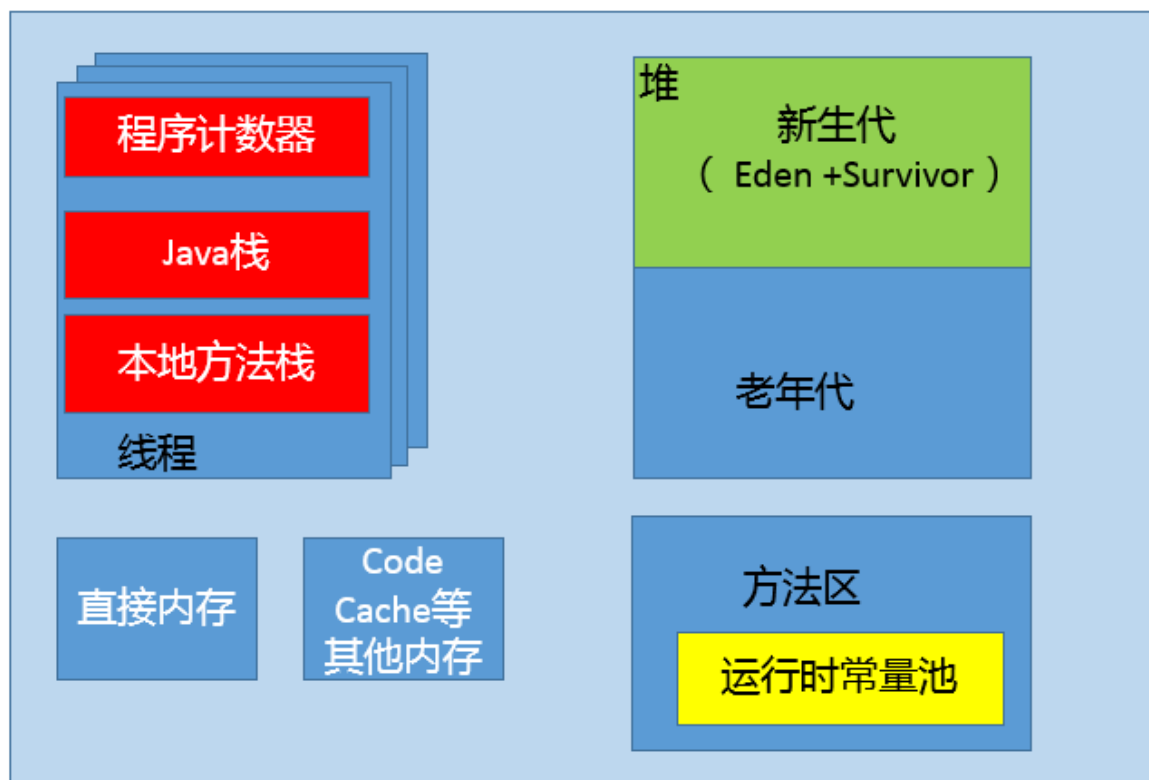 程序计数器
Java栈
本地方法栈
线程
堆
新生代
（ Eden +Survivor ）
老年代
直接内存
Code
Cache等
其他内存
方法区
运行时常量池